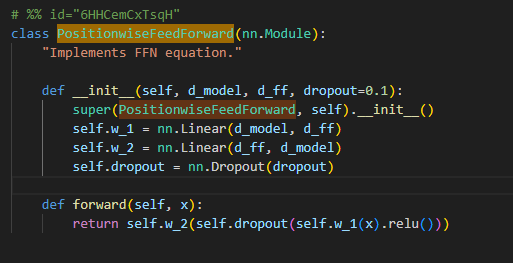 # %% id="6HHCemCxTsqH"
class PositionwiseFeedForward(nn.Module):
    "Implements FFN equation."
    def __init__(self, d_model, d_ff, dropout=0.1):
        super(PositionwiseFeedForward, self).__init__()
        self.w_1 = nn.Linear(d_model, d_ff)
        self.w_2 = nn.Linear(d_ff, d_model)
        self.dropout = nn.Dropout(dropout)
    def forward(self, x):
        return self.w_2(self.dropout(self.w_1(x).relu()))